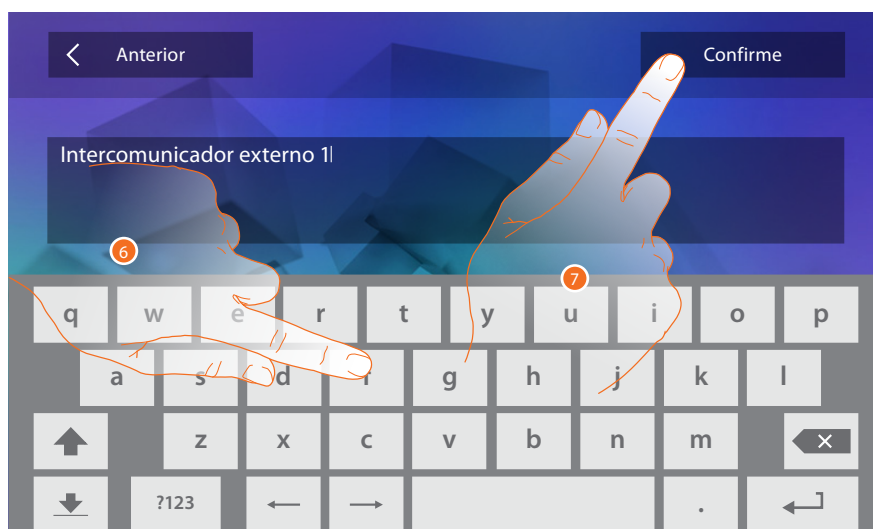 Anterior
Confirme
Intercomunicador externo 1
6
7
q w e r t y u i o p
a s d f g h j k l
z x c v b n m
?123 .